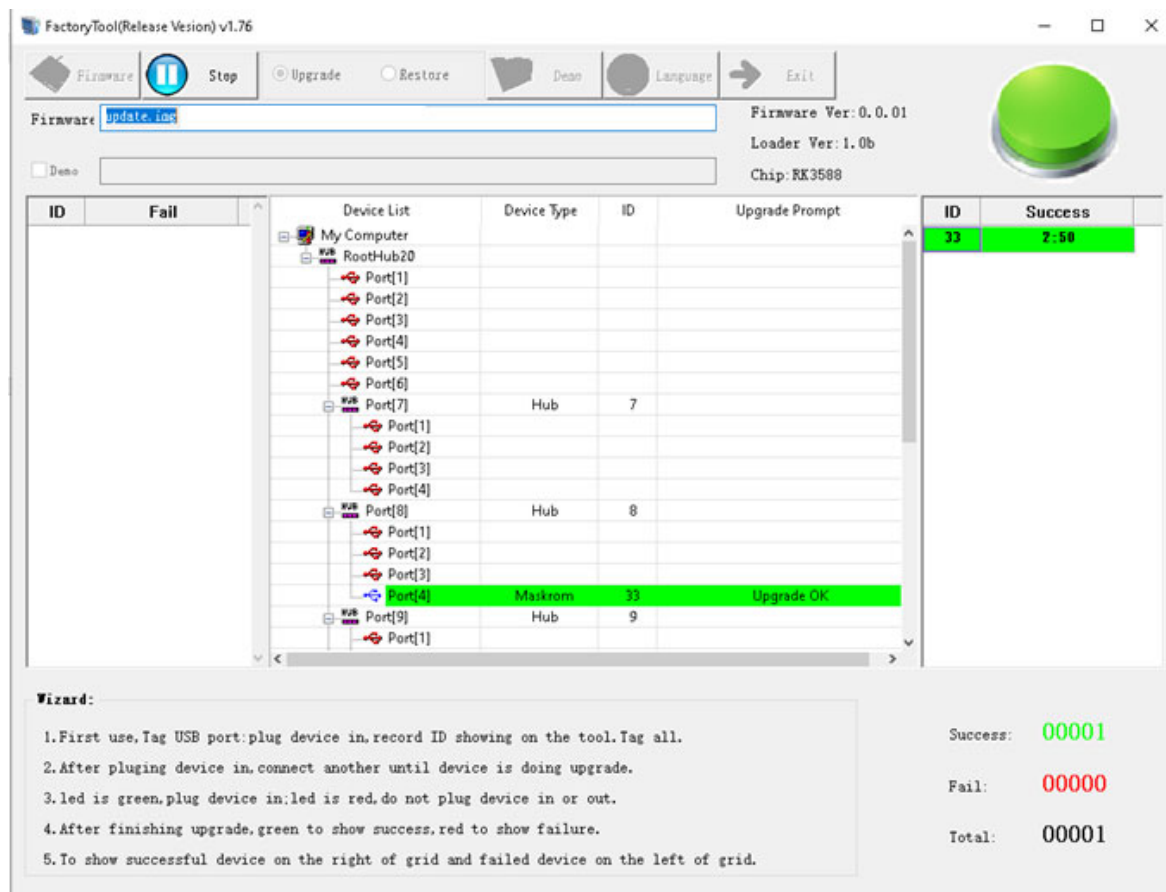 FactoryTool(Release Vesion) v1.76
Firmware
Stop
Upgrade
Restore
Demo
Language
Exit
Firmware update.img
Firmware Ver:0.0.01
Loader Ver:1.0b
Chip:RK3588
Demo
ID Fail
Device List Device Type ID Upgrade Prompt
ID Success
33 2:50
My Computer
HUB RootHub20
Port[1]
Port[2]
Port[3]
Port[4]
Port[5]
Port[6]
HUB Port[7] Hub 7
Port[1]
Port[2]
Port[3]
Port[4]
HUB Port[8] Hub 8
Port[1]
Port[2]
Port[3]
Port[4] Maskrom 33 Upgrade OK
HUB Port[9] Hub 9
Port[1]
Wizard:
1.First use,Tag USB port:plug device in,record ID showing on the tool.Tag all.
2.After pluging device in,connect another until device is doing upgrade.
3.led is green,plug device in;led is red,do not plug device in or out.
4.After finishing upgrade,green to show success,red to show failure.
5.To show successful device on the right of grid and failed device on the left of grid.
Success: 00001
Fail: 00000
Total: 00001